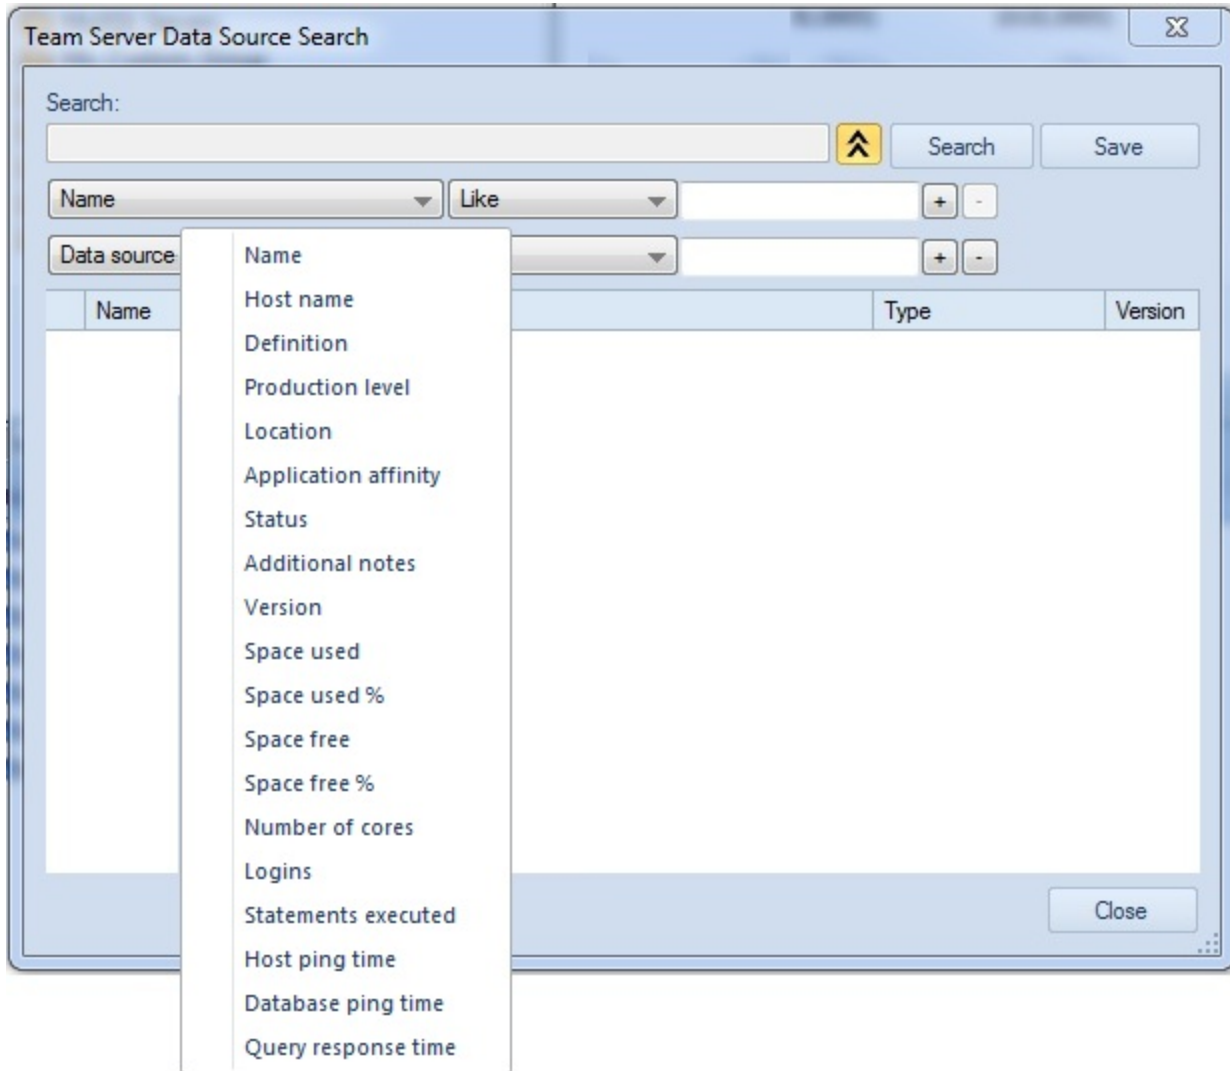 Team Server Data Source Search
Search:
Search
Save
Name
Like
+
-
Data source
+
-
Name
Type
Version
Name
Host name
Definition
Production level
Location
Application affinity
Status
Additional notes
Version
Space used
Space used %
Space free
Space free %
Number of cores
Logins
Statements executed
Host ping time
Database ping time
Query response time
Close